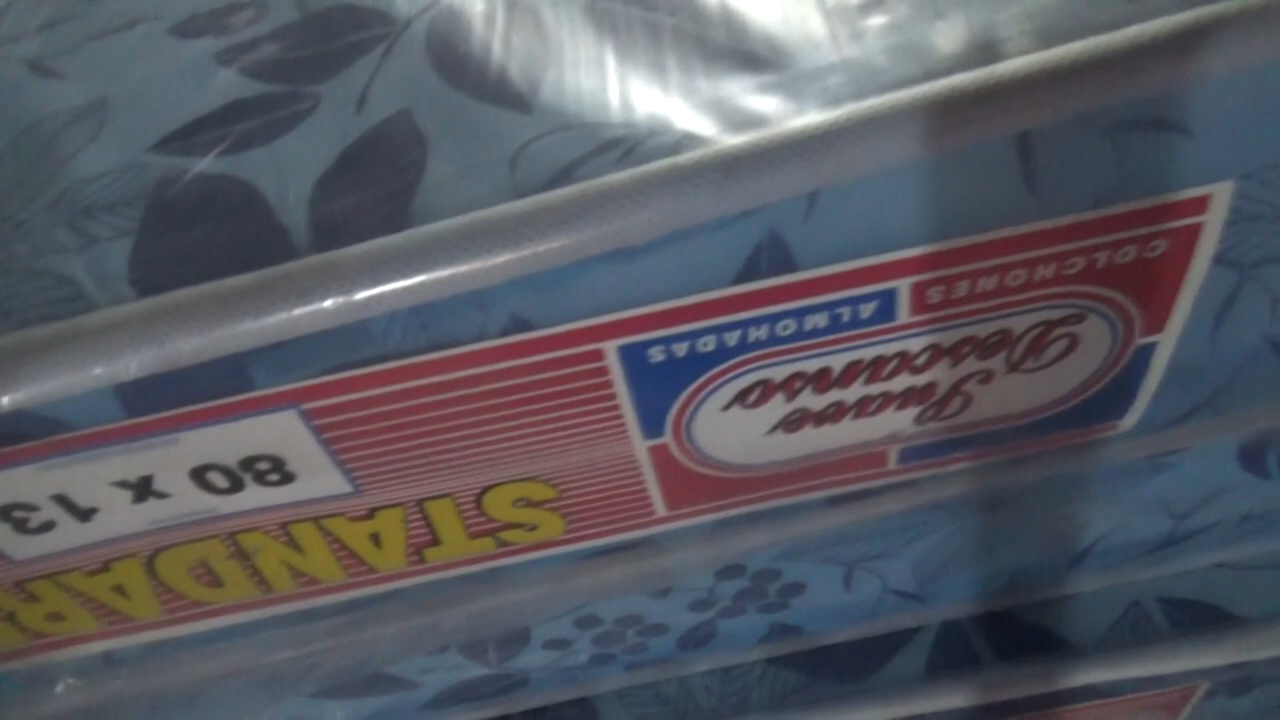 COLCHONES
ALMOHADAS
Suave
Descanso
STANDAR
80 x 13